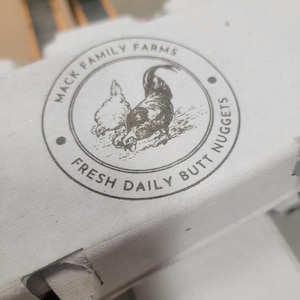 MACK FAMILY FARMS
FRESH DAILY BUTT NUGGETS